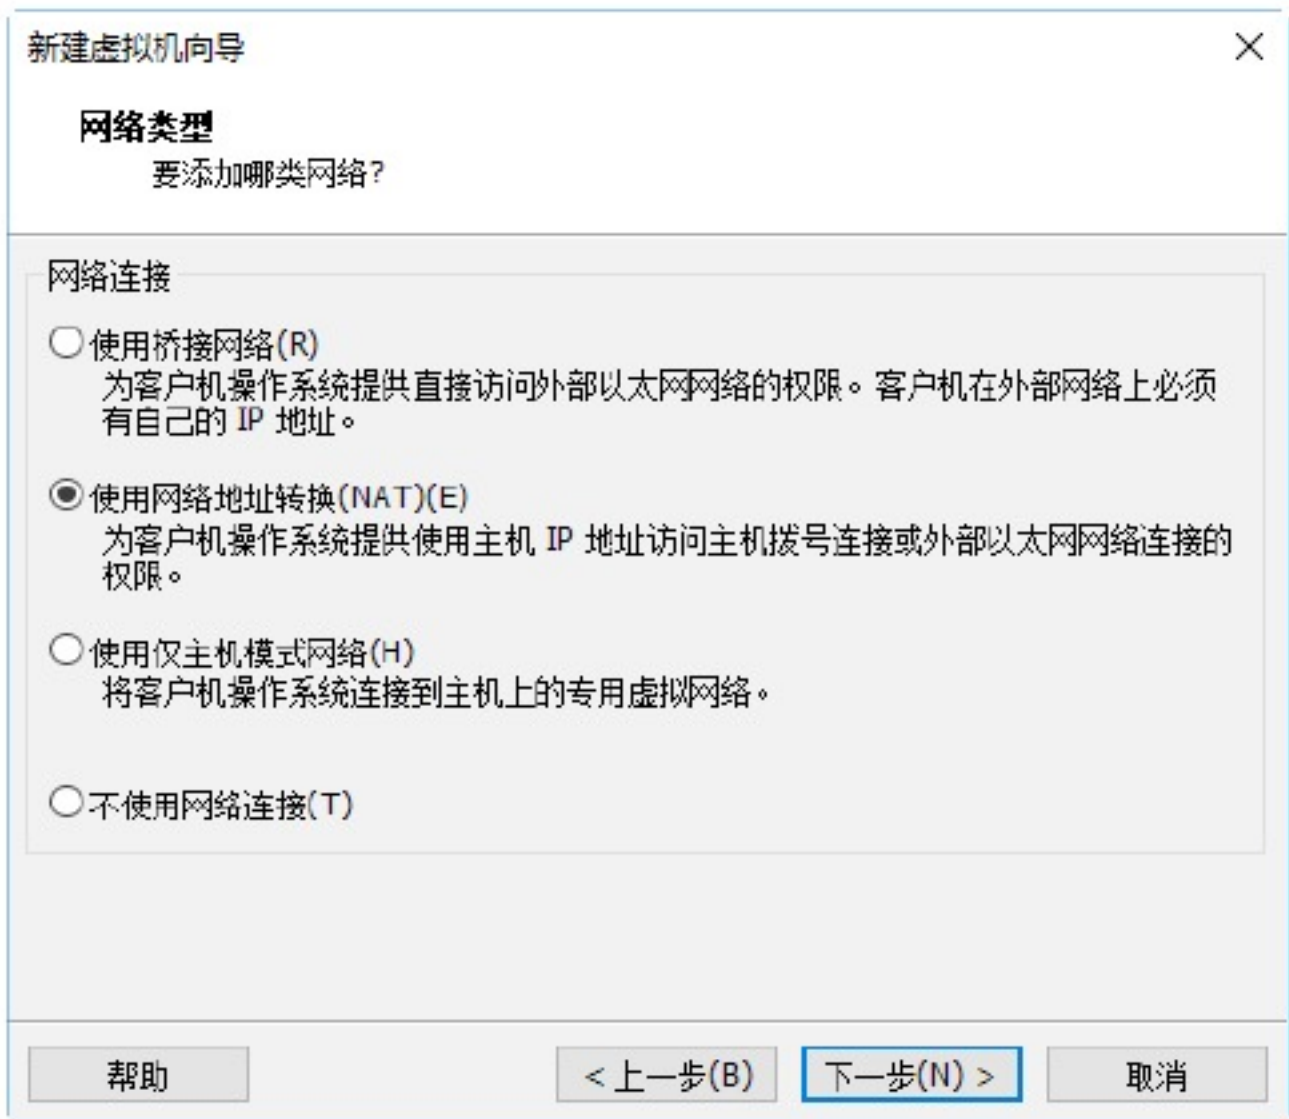 新建虚拟机向导
网络类型
要添加哪类网络?
网络连接
使用桥接网络(R)
为客户机操作系统提供直接访问外部以太网网络的权限。客户机在外部网络上必须
有自己的 IP 地址。
使用网络地址转换(NAT)(E)
为客户机操作系统提供使用主机 IP 地址访问主机拨号连接或外部以太网网络连接的
权限。
使用仅主机模式网络(H)
将客户机操作系统连接到主机上的专用虚拟网络。
不使用网络连接(T)
帮助
< 上一步(B)
下一步(N) >
取消